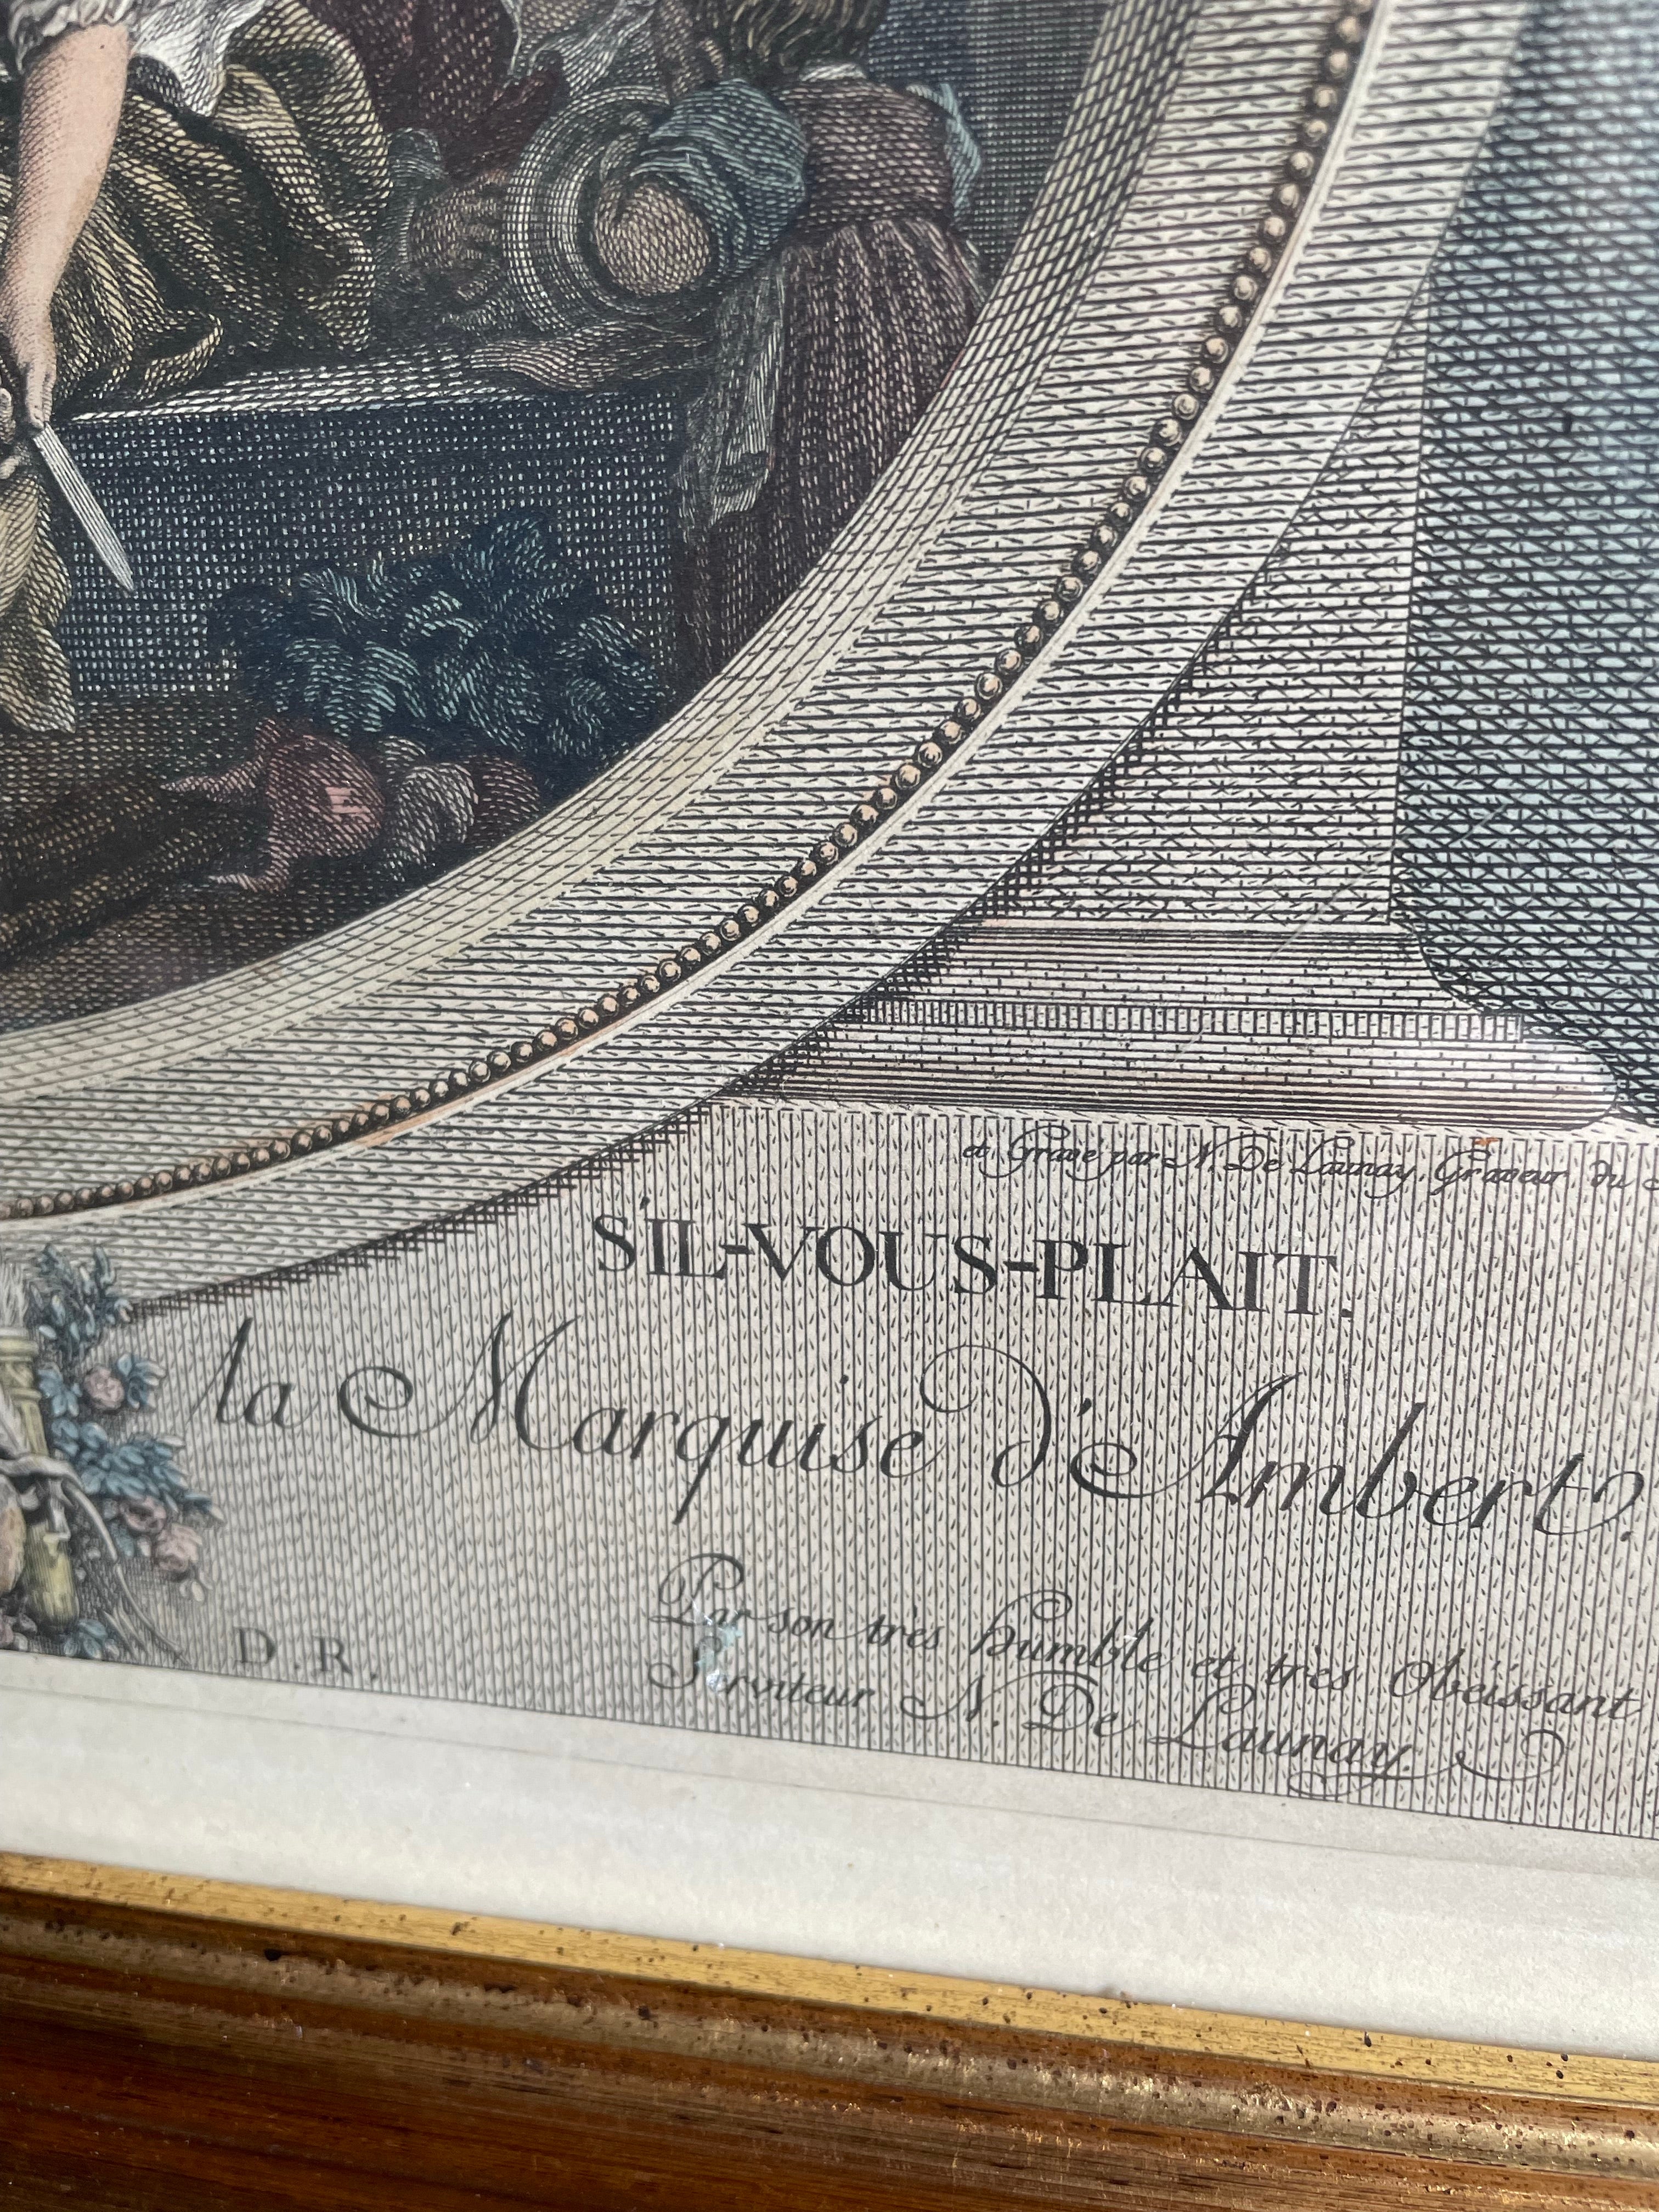 et Gravé par N. De Launay, Graveur du
S'IL-VOUS-PLAIT.
la Marquise d'Ambert.
Par son très humble et très Obéissant
Serviteur N. De Launay.
D. R.